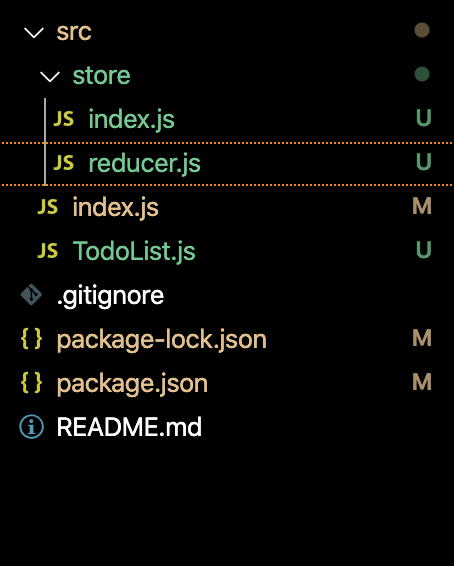 src
store
JS index.js U
JS reducer.js U
JS index.js M
JS TodoList.js U
.gitignore
{} package-lock.json M
{} package.json M
README.md